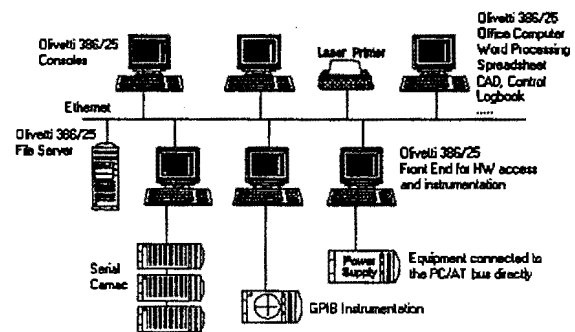 Olivetti 386/25
Consoles
Laser Printer
Olivetti 386/25
Office Computer
Word Processing
Spreadsheet
CAD, Control
Logbook
.....
Ethernet
Olivetti 386/25
File Server
Olivetti 386/25
Front End for HW access
and instrumentation
Serial
Camac
GPIB Instrumentation
Power
Supply
Equipment connected to
the PC/AT bus directly